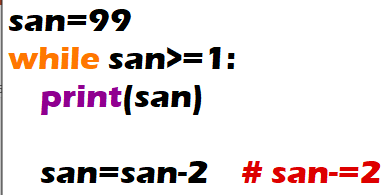 san=99
while san>=1:
    print(san)
    san=san-2    # san-=2